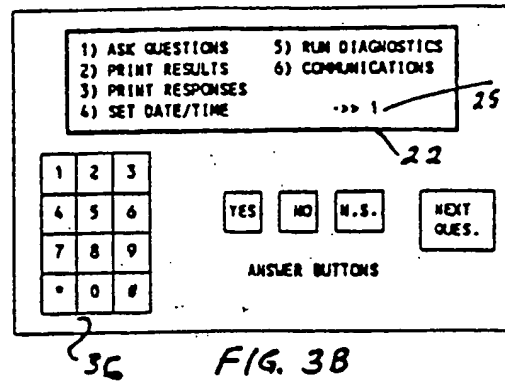 1) ASK QUESTIONS 5) RUN DIAGNOSTICS
2) PRINT RESULTS 6) COMMUNICATIONS
3) PRINT RESPONSES
4) SET DATE/TIME ->> 1 25
22
1 2 3
4 5 6
7 8 9
* 0 #
YES NO N.S. NEXT QUES.
ANSWER BUTTONS
36 FIG. 3B